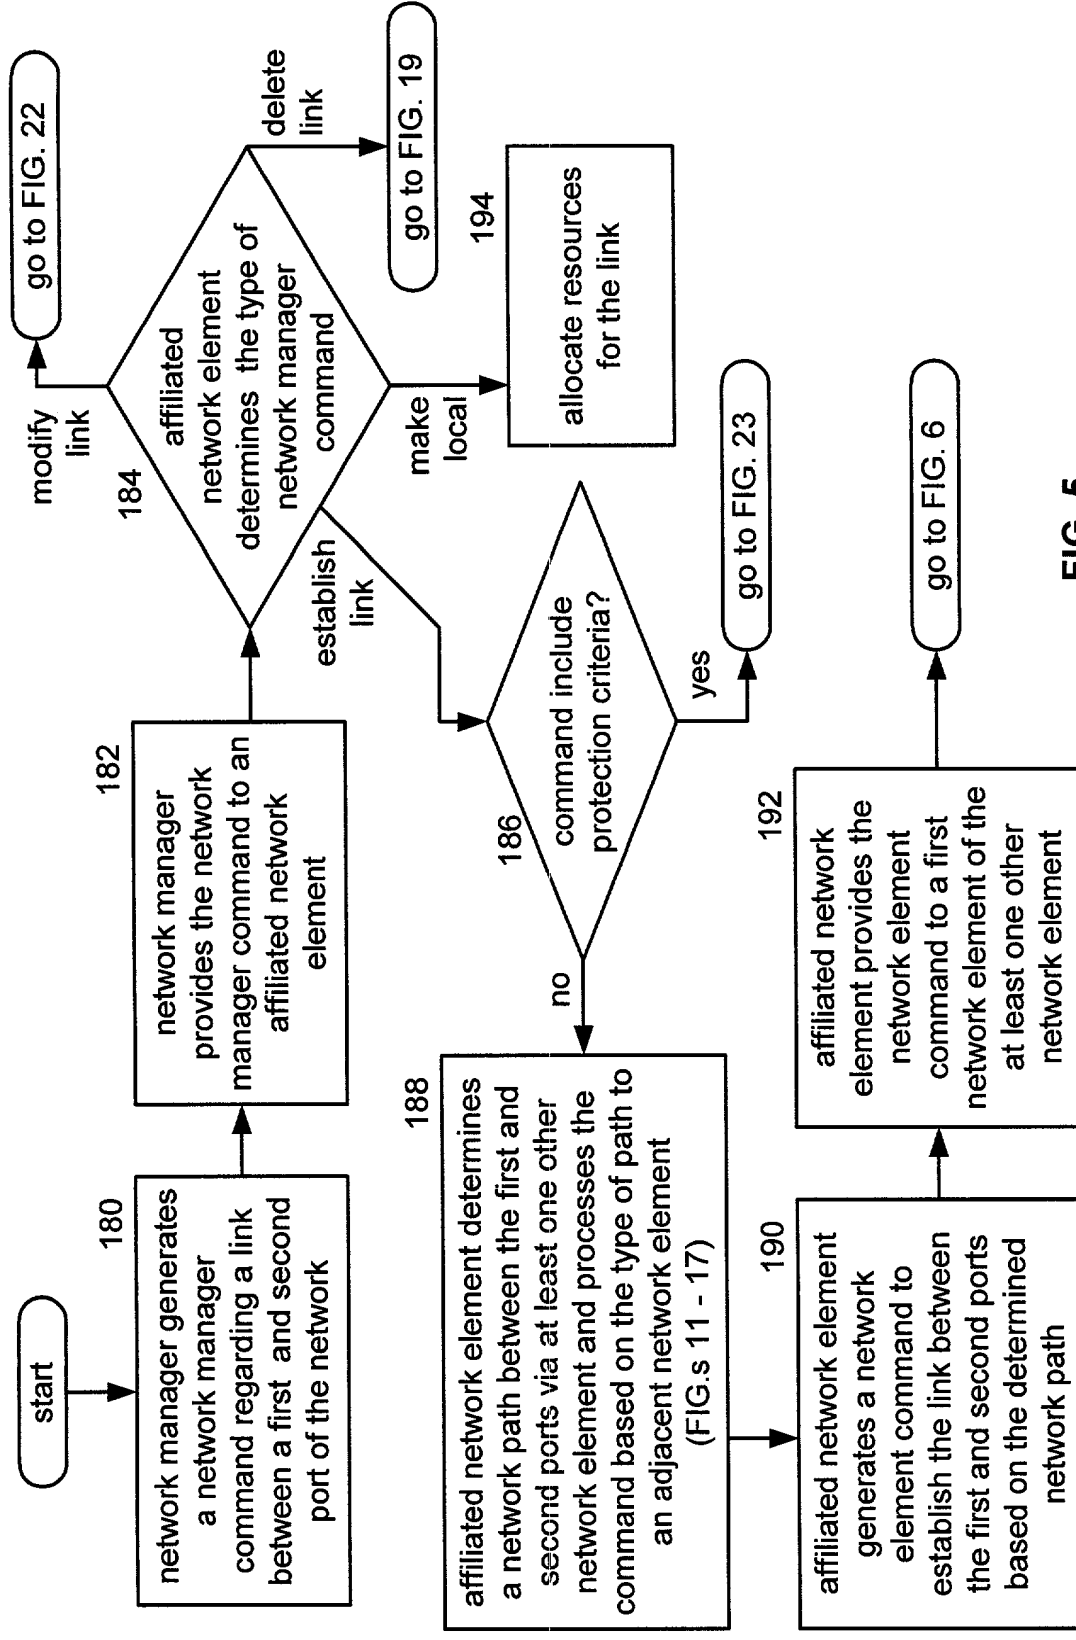 start
180
network manager generates
a network manager
command regarding a link
between a first and second
port of the network
182
network manager
provides the network
manager command to an
affiliated network
element
184
affiliated
network element
determines the type of
network manager
command
modify
link
go to FIG. 22
delete
link
go to FIG. 19
make
local
194
allocate resources
for the link
establish
link
186
command include
protection criteria?
yes
go to FIG. 23
no
188
affiliated network element determines
a network path between the first and
second ports via at least one other
network element and processes the
command based on the type of path to
an adjacent network element
(FIG.s 11 - 17)
190
affiliated network element
generates a network
element command to
establish the link between
the first and second ports
based on the determined
network path
192
affiliated network
element provides the
network element
command to a first
network element of the
at least one other
network element
go to FIG. 6
FIG. 5